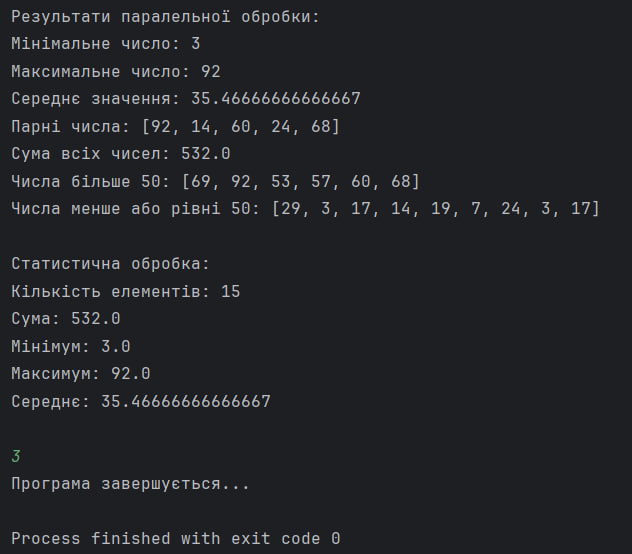 Результати паралельної обробки:
Мінімальне число: 3
Максимальне число: 92
Середнє значення: 35.46666666666667
Парні числа: [92, 14, 60, 24, 68]
Сума всіх чисел: 532.0
Числа більше 50: [69, 92, 53, 57, 60, 68]
Числа менше або рівні 50: [29, 3, 17, 14, 19, 7, 24, 3, 17]
Статистична обробка:
Кількість елементів: 15
Сума: 532.0
Мінімум: 3.0
Максимум: 92.0
Середнє: 35.46666666666667
3
Програма завершується...
Process finished with exit code 0